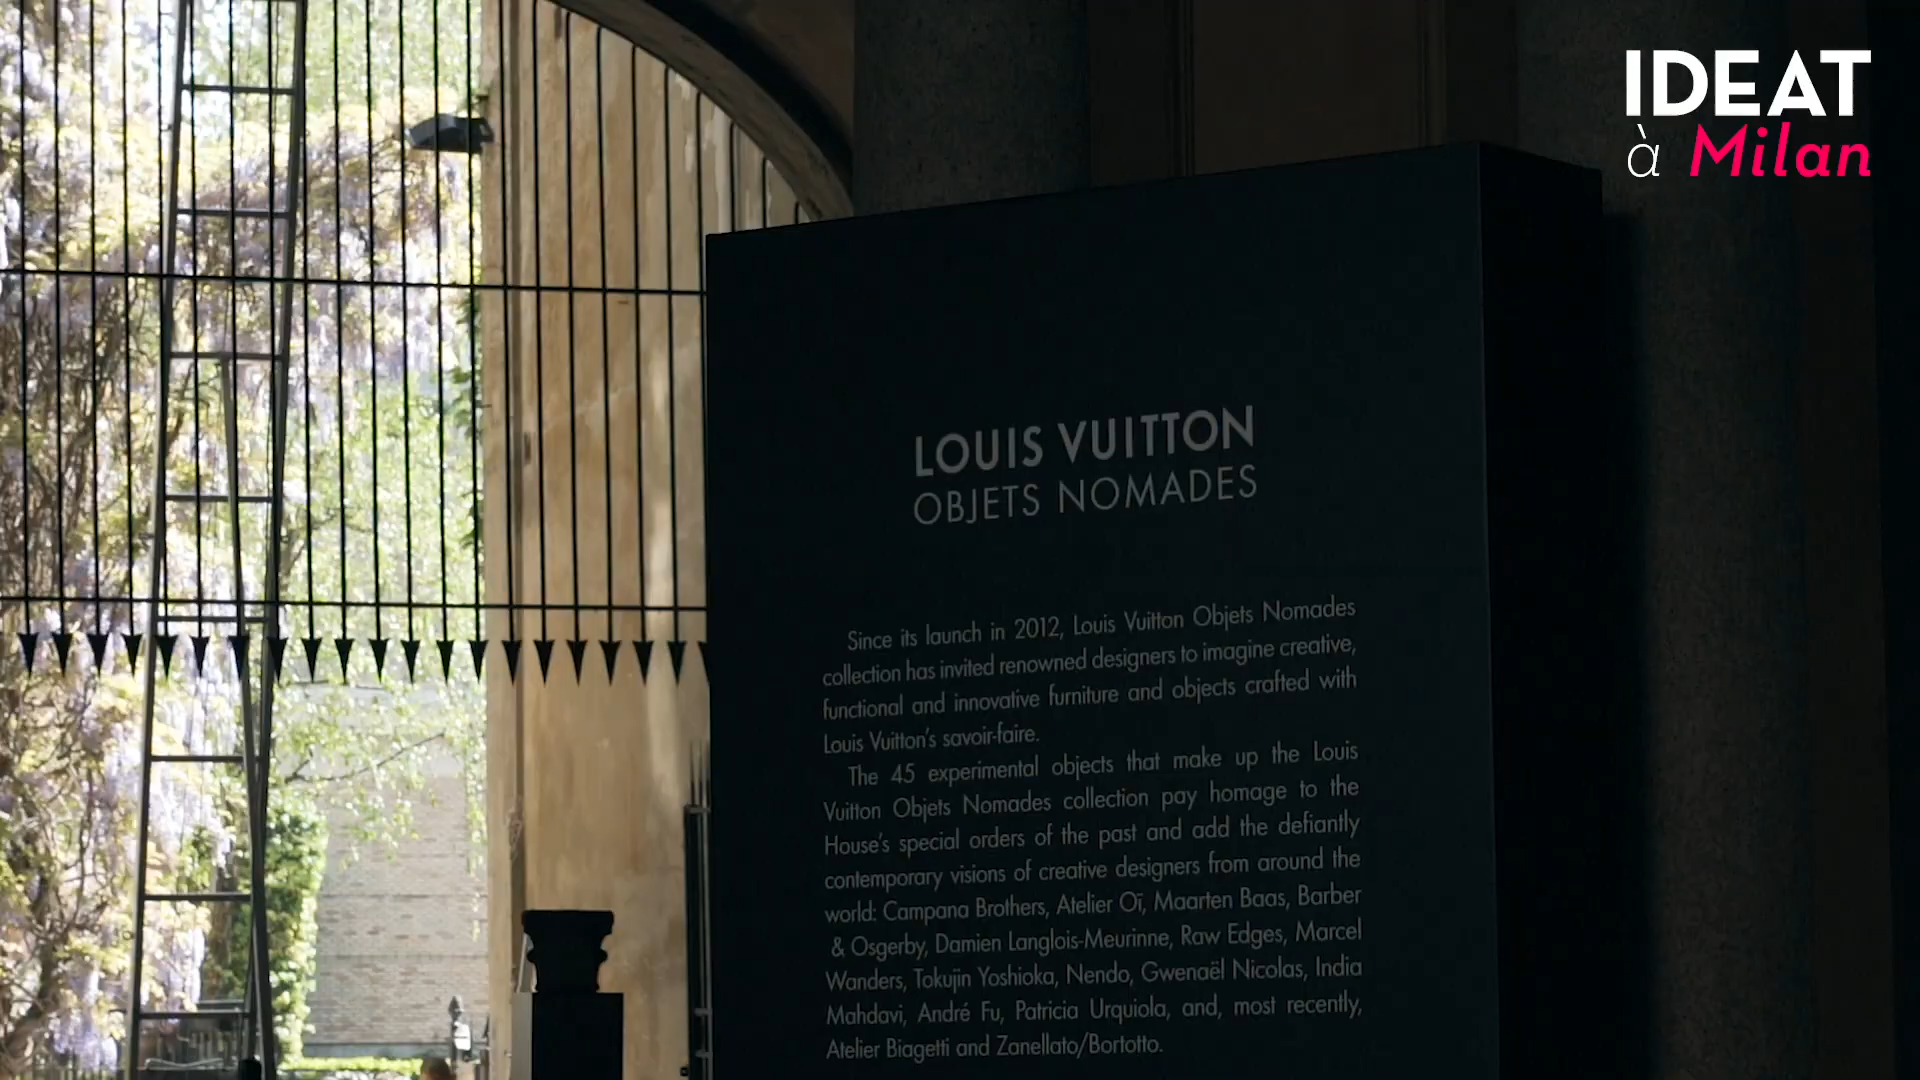 IDEAT
à Milan
LOUIS VUITTON
OBJETS NOMADES
Since its launch in 2012, Louis Vuitton Objets Nomades
collection has invited renowned designers to imagine creative,
functional and innovative furniture and objects crafted with
Louis Vuitton's savoir-faire.
The 45 experimental objects that make up the Louis
Vuitton Objets Nomades collection pay homage to the
House's special orders of the past and add the defiantly
contemporary visions of creative designers from around the
world: Campana Brothers, Atelier Oï, Maarten Baas, Barber
& Osgerby, Damien Langlois-Meurinne, Raw Edges, Marcel
Wanders, Tokujin Yoshioka, Nendo, Gwenaël Nicolas, India
Mahdavi, André Fu, Patricia Urquiola, and, most recently,
Atelier Biagetti and Zanellato/Bortotto.